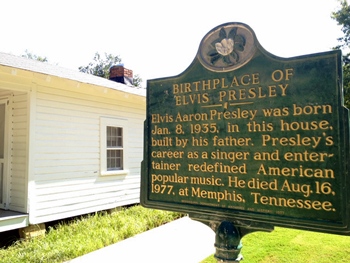 BIRTHPLACE OF
ELVIS PRESLEY
Elvis Aaron Presley was born
Jan. 8, 1935, in this house,
built by his father. Presley's
career as a singer and enter-
tainer redefined American
popular music. He died Aug. 16,
1977, at Memphis, Tennessee.